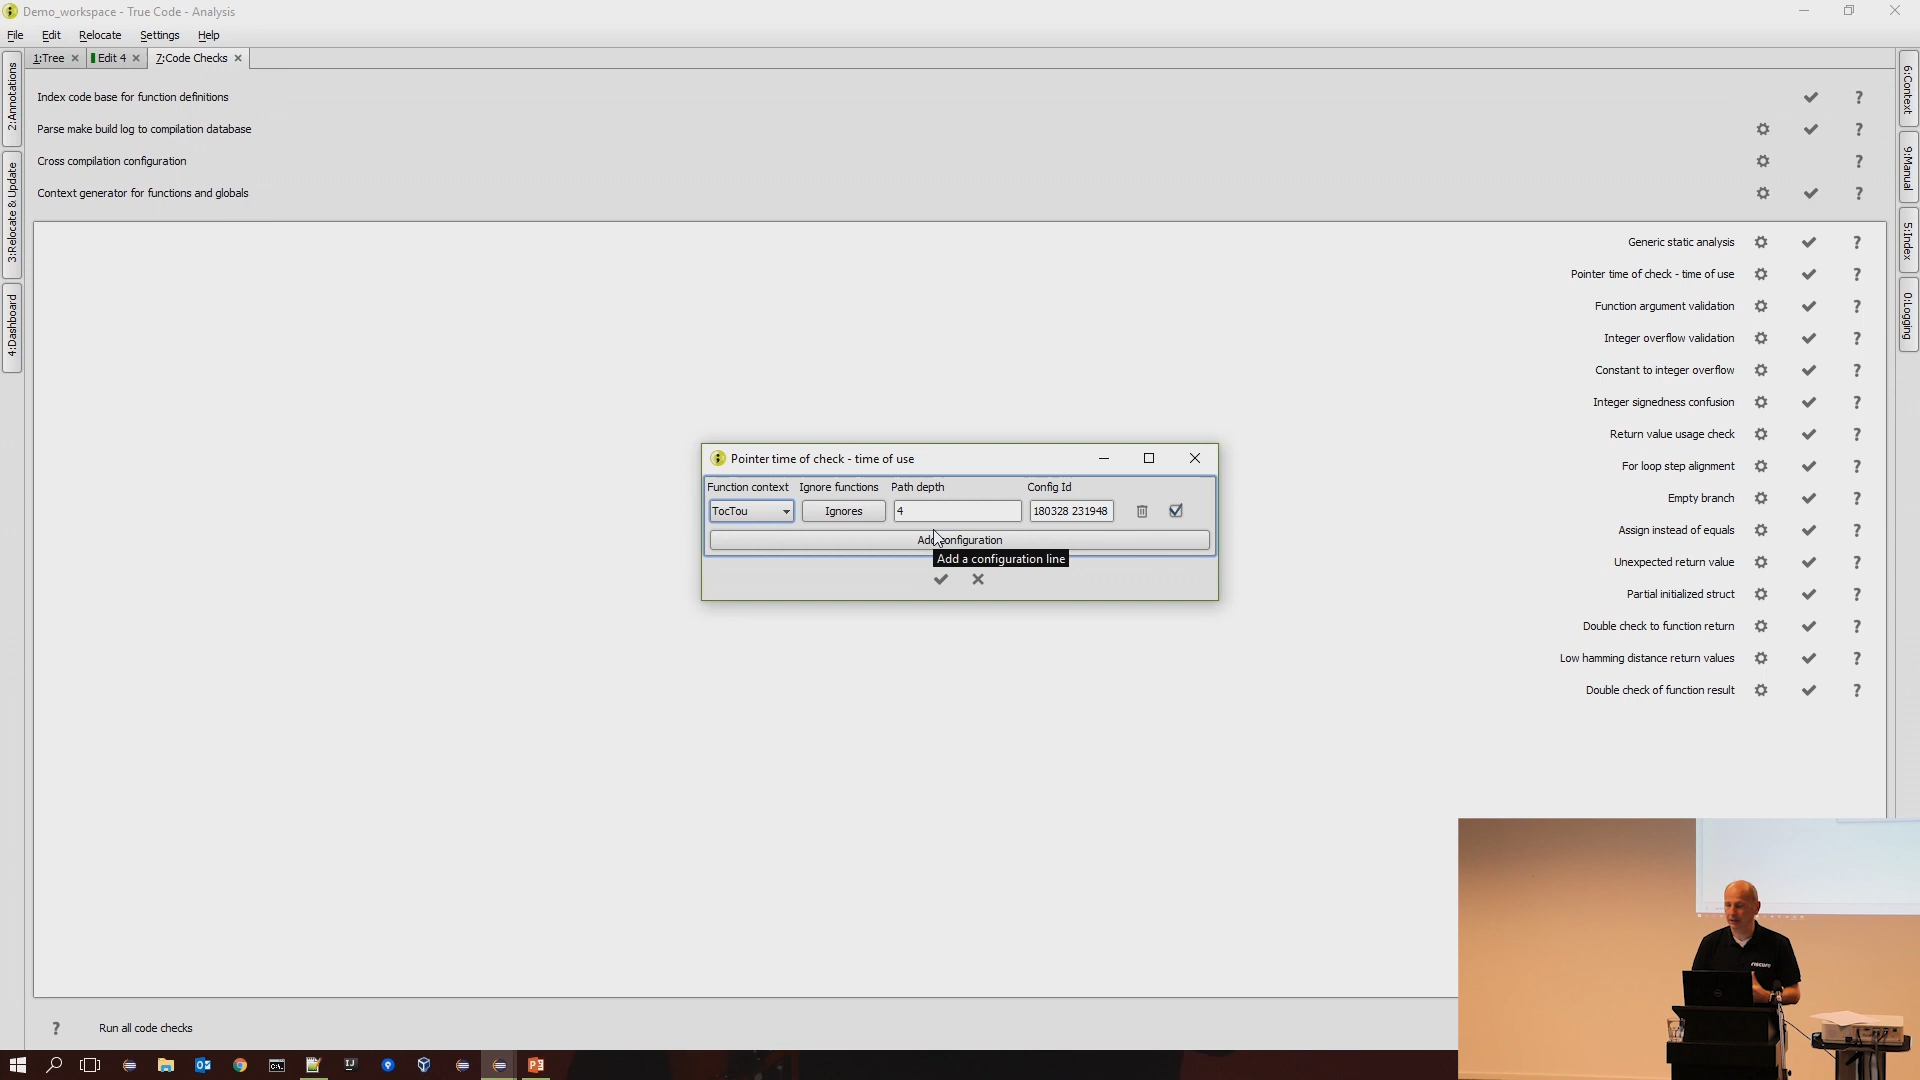 Demo_workspace - True Code - Analysis
File Edit Relocate Settings Help
1:Tree Edit 4 7:Code Checks
2:Annotations
3:Relocate & Update
4:Dashboard
6:Context
9:Manual
5:Index
0:Logging
Index code base for function definitions ?
Parse make build log to compilation database ?
Cross compilation configuration ?
Context generator for functions and globals ?
Generic static analysis ?
Pointer time of check - time of use ?
Function argument validation ?
Integer overflow validation ?
Constant to integer overflow ?
Integer signedness confusion ?
Return value usage check ?
For loop step alignment ?
Empty branch ?
Assign instead of equals ?
Unexpected return value ?
Partial initialized struct ?
Double check to function return ?
Low hamming distance return values ?
Double check of function result ?
Pointer time of check - time of use
Function context Ignore functions Path depth Config Id
TocTou Ignores 4 180328 231948
Add configuration
Add a configuration line
? Run all code checks
riscure